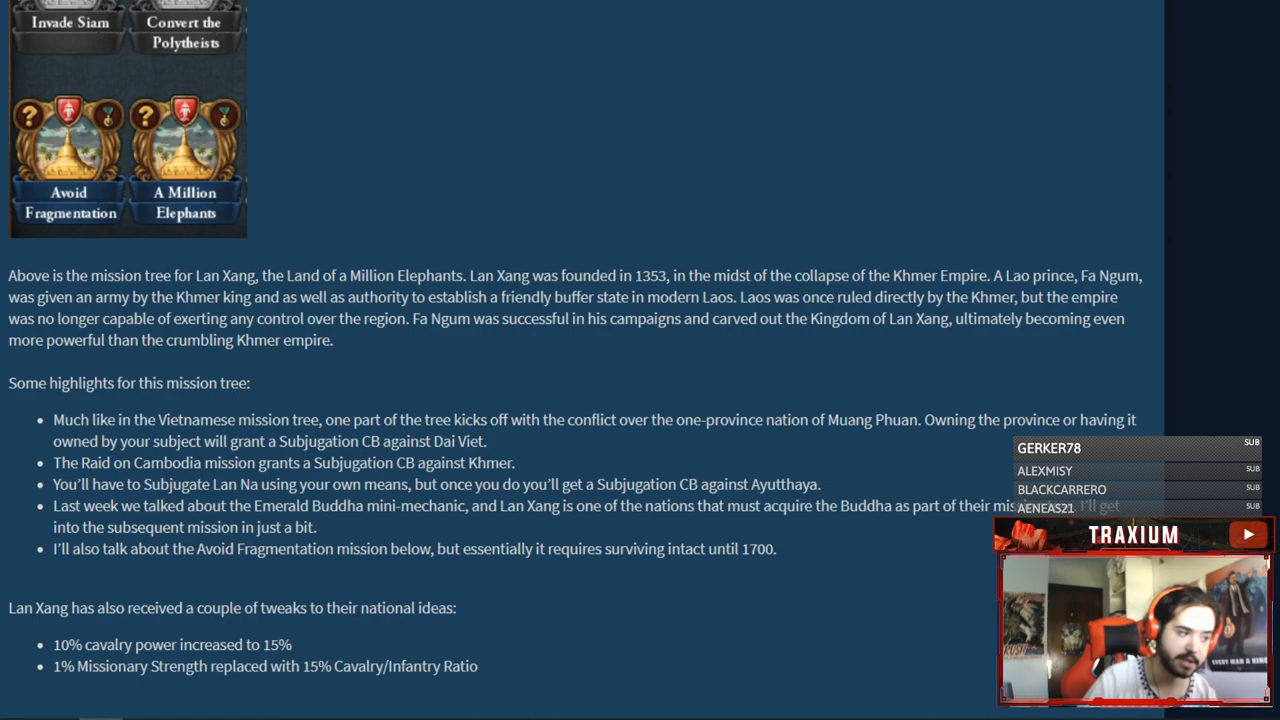 Invade Siam
Convert the
Polytheists
Avoid
Fragmentation
A Million
Elephants
Above is the mission tree for Lan Xang, the Land of a Million Elephants. Lan Xang was founded in 1353, in the midst of the collapse of the Khmer Empire. A Lao prince, Fa Ngum,
was given an army by the Khmer king and as well as authority to establish a friendly buffer state in modern Laos. Laos was once ruled directly by the Khmer, but the empire
was no longer capable of exerting any control over the region. Fa Ngum was successful in his campaigns and carved out the Kingdom of Lan Xang, ultimately becoming even
more powerful than the crumbling Khmer empire.
Some highlights for this mission tree:
Much like in the Vietnamese mission tree, one part of the tree kicks off with the conflict over the one-province nation of Muang Phuan. Owning the province or having it
owned by your subject will grant a Subjugation CB against Dai Viet.
The Raid on Cambodia mission grants a Subjugation CB against Khmer.
You'll have to Subjugate Lan Na using your own means, but once you do you'll get a Subjugation CB against Ayutthaya.
Last week we talked about the Emerald Buddha mini-mechanic, and Lan Xang is one of the nations that must acquire the Buddha as part of their I'll get
into the subsequent mission in just a bit.
I'll also talk about the Avoid Fragmentation mission below, but essentially it requires surviving intact until 1700.
Lan Xang has also received a couple of tweaks to their national ideas:
10% cavalry power increased to 15%
1% Missionary Strength replaced with 15% Cavalry/Infantry Ratio
GERKER78 SUB
ALEXMISY SUB
BLACKCARRERO SUB
AENEAS21 SUB
TRAXIUM
EVERY MAN A KING